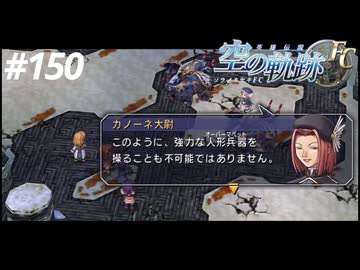 #150
英雄伝説
空の軌跡FC
カノーネ大尉
オーバーマペット
このように、強力な人形兵器を
操ることも不可能ではありません。